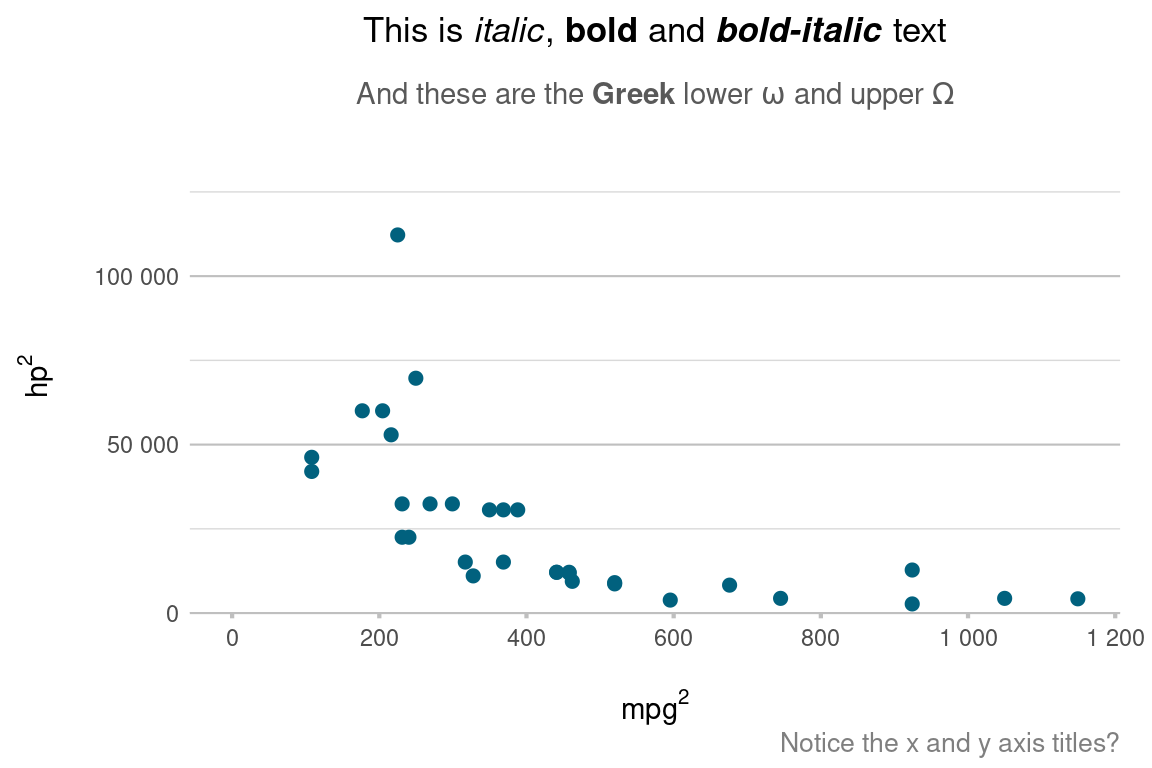 This is italic, bold and bold-italic text
And these are the Greek lower ω and upper Ω
hp²
100 000
50 000
0
0 200 400 600 800 1 000 1 200
mpg²
Notice the x and y axis titles?